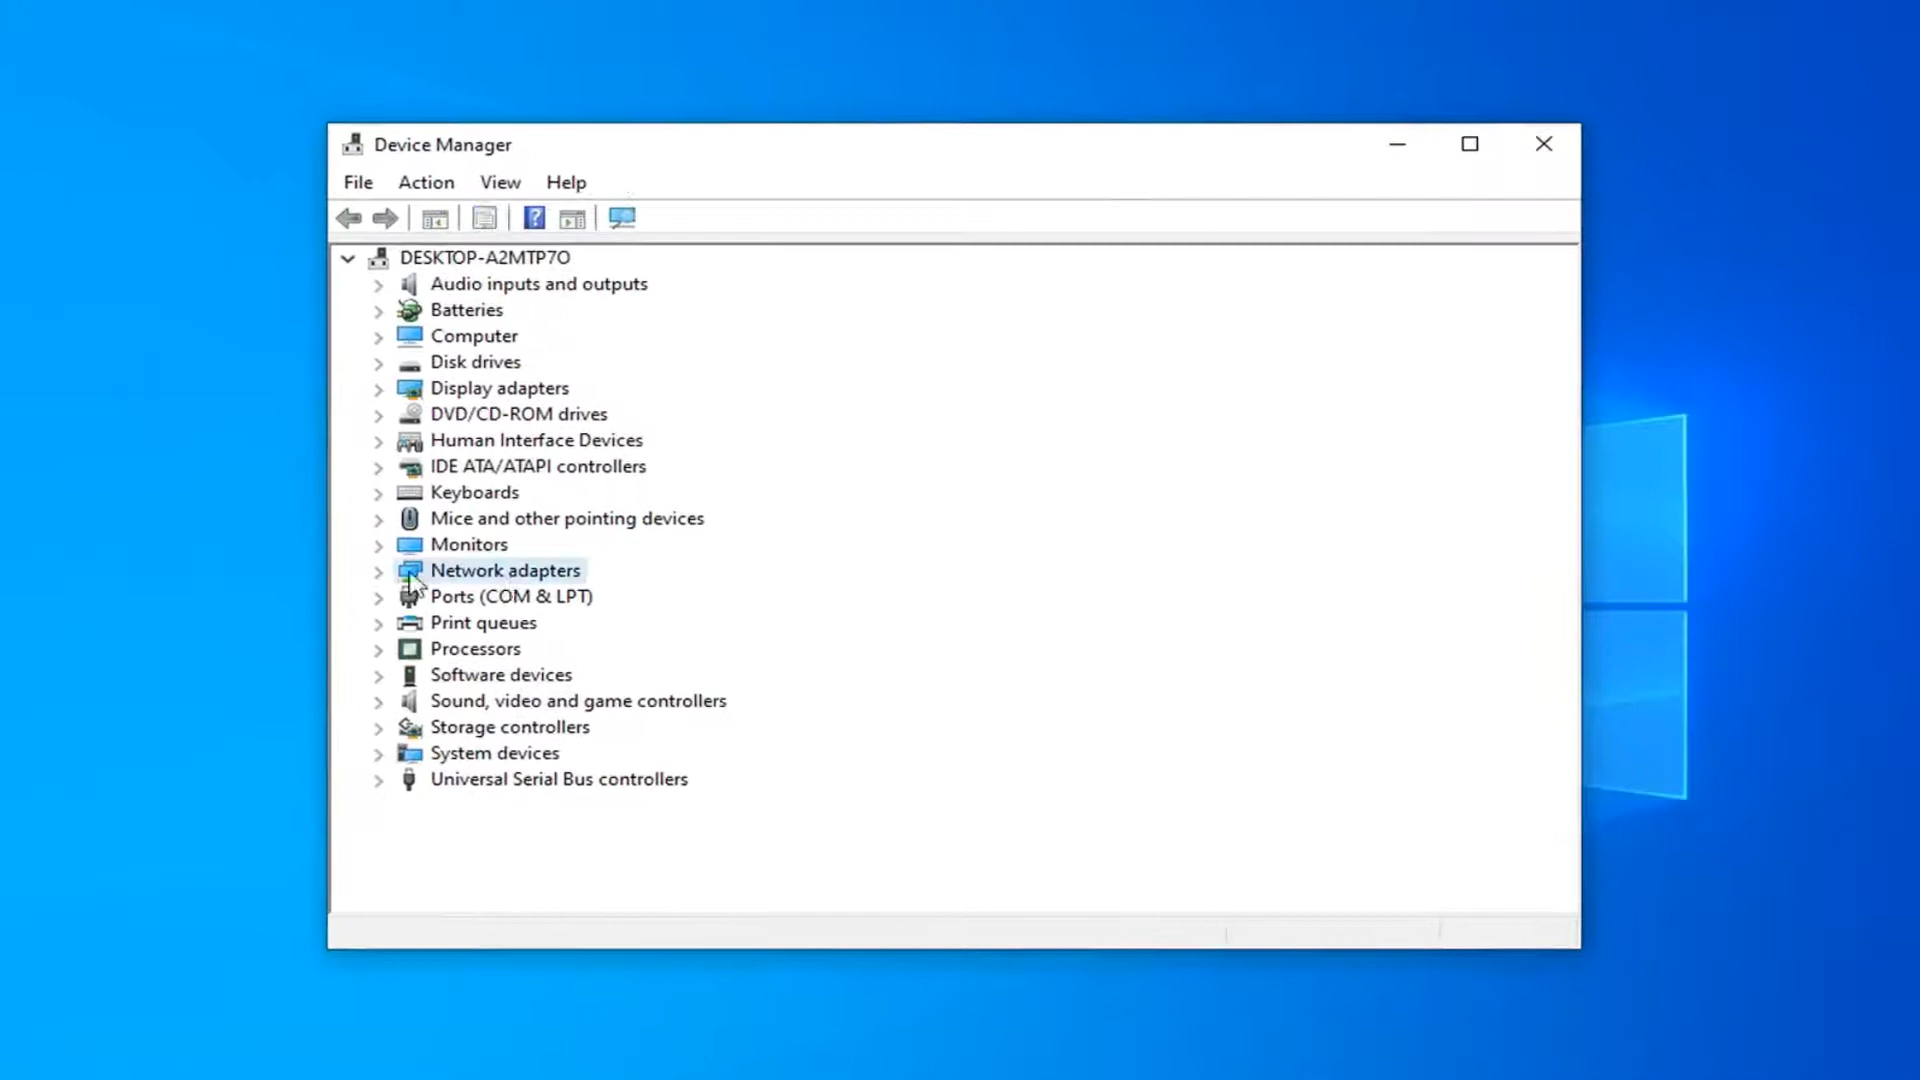 Device Manager
File Action View Help
DESKTOP-A2MTP7O
Audio inputs and outputs
Batteries
Computer
Disk drives
Display adapters
DVD/CD-ROM drives
Human Interface Devices
IDE ATA/ATAPI controllers
Keyboards
Mice and other pointing devices
Monitors
Network adapters
Ports (COM & LPT)
Print queues
Processors
Software devices
Sound, video and game controllers
Storage controllers
System devices
Universal Serial Bus controllers